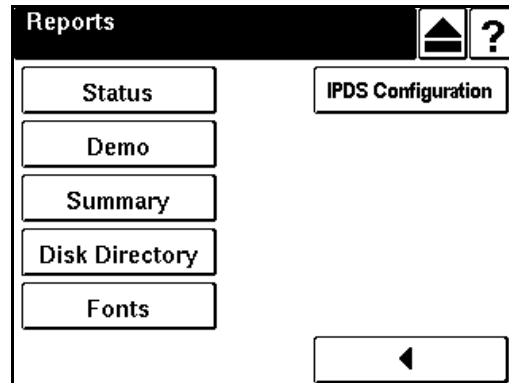 Reports
?
Status
IPDS Configuration
Demo
Summary
Disk Directory
Fonts